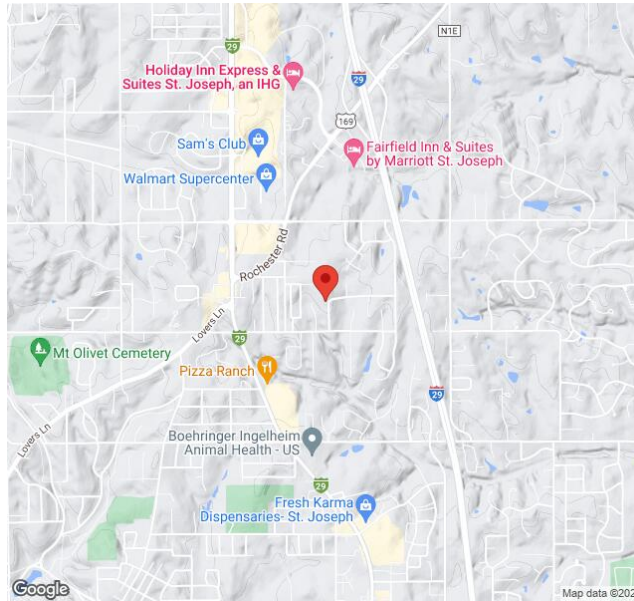 N1E
29
Holiday Inn Express &
Suites St. Joseph, an IHG
29
169
Sam's Club
Fairfield Inn & Suites
by Marriott St. Joseph
Walmart Supercenter
Rochester Rd
Lovers Ln
29
Mt Olivet Cemetery
Pizza Ranch
29
Lovers Ln
Boehringer Ingelheim
Animal Health - US
29
Fresh Karma
Dispensaries- St. Joseph
Google
Map data ©202